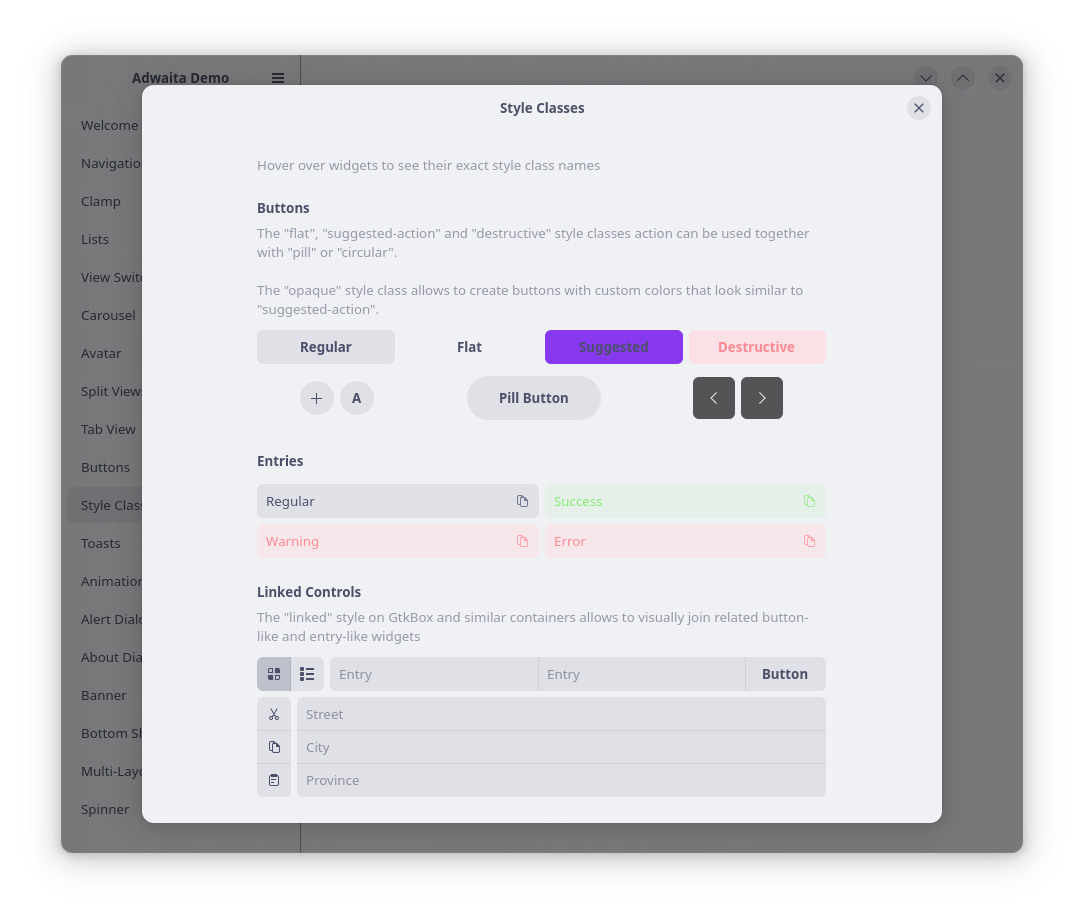 Adwaita Demo
Style Classes
Welcome
Navigatio
Clamp
Lists
View Swit
Carousel
Avatar
Split View
Tab View
Buttons
Style Clas
Toasts
Animation
Alert Dial
About Dia
Banner
Bottom Sh
Multi-Layo
Spinner
Hover over widgets to see their exact style class names
Buttons
The "flat", "suggested-action" and "destructive" style classes action can be used together
with "pill" or "circular".
The "opaque" style class allows to create buttons with custom colors that look similar to
"suggested-action".
Regular Flat Suggested Destructive
A Pill Button
Entries
Regular Success
Warning Error
Linked Controls
The "linked" style on GtkBox and similar containers allows to visually join related button-
like and entry-like widgets
Entry Entry Button
Street
City
Province